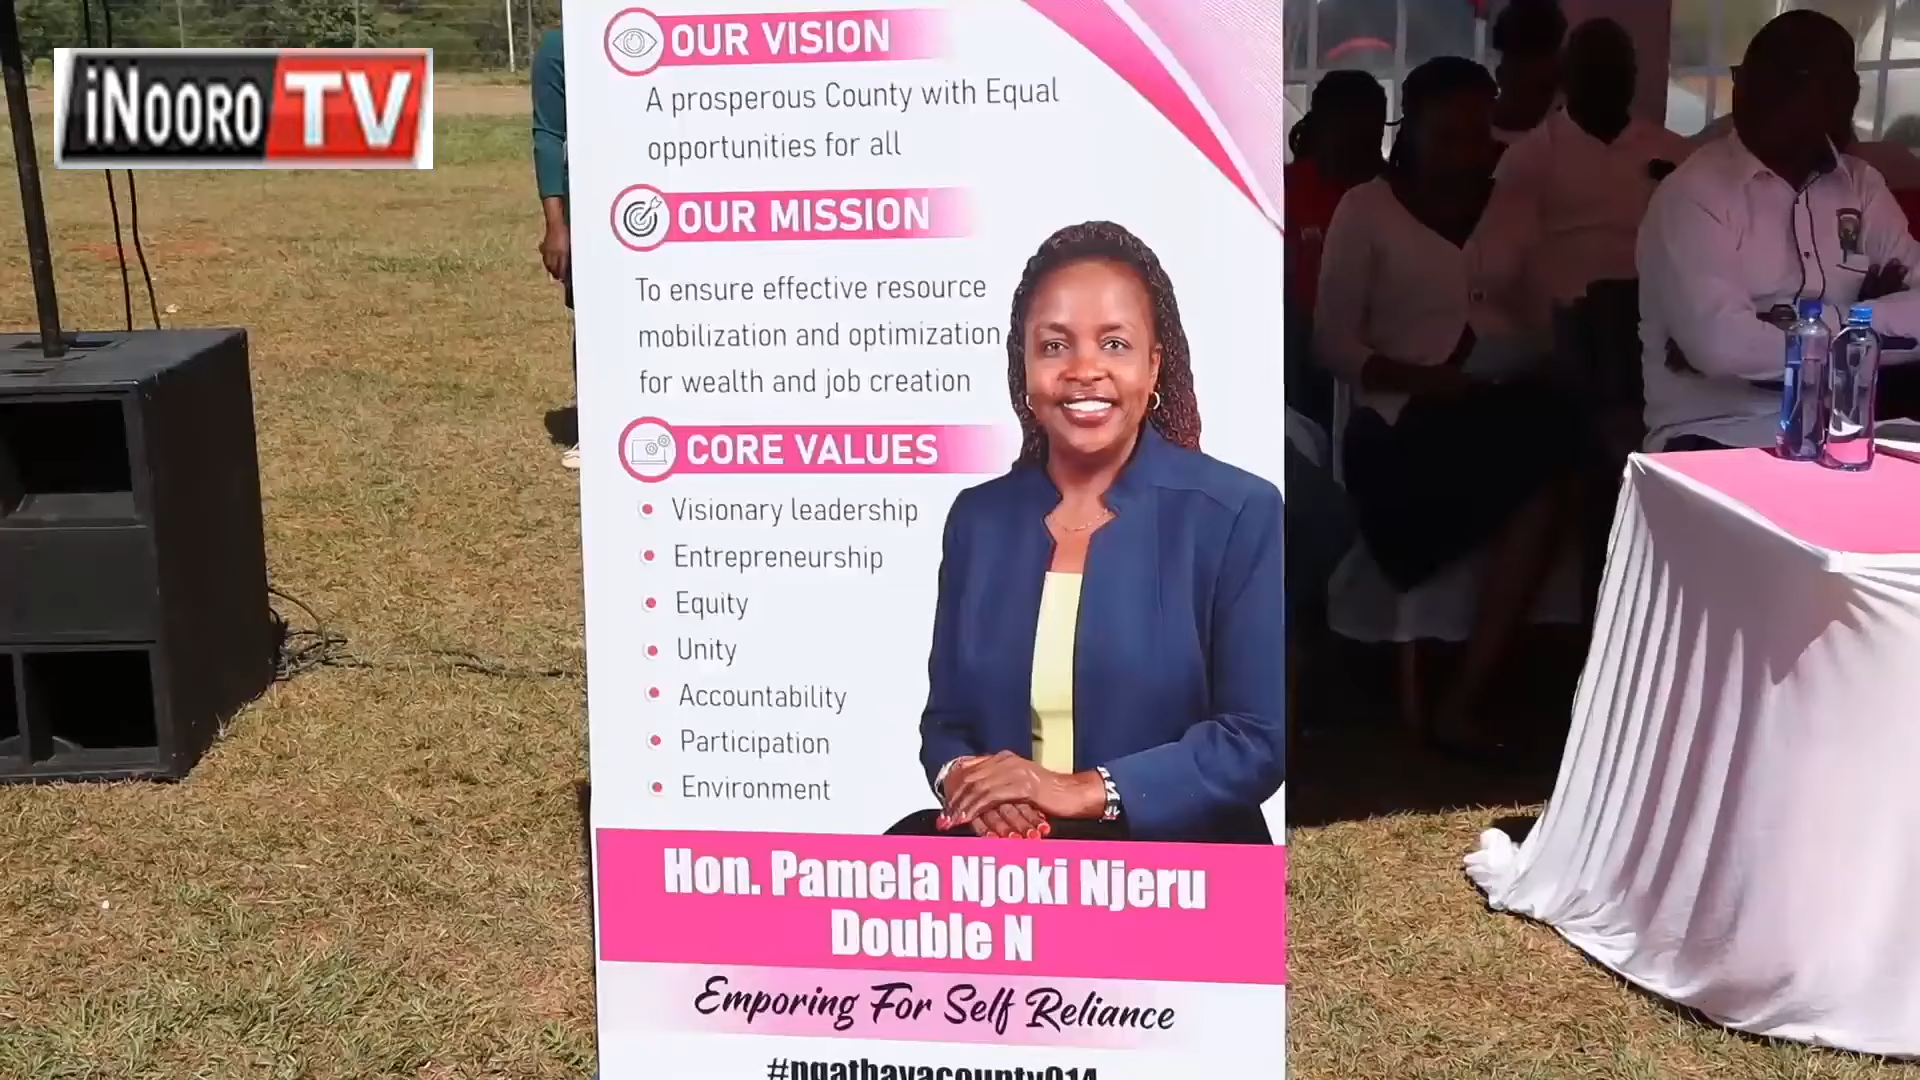 iNOORO TV
OUR VISION
A prosperous County with Equal
opportunities for all
OUR MISSION
To ensure effective resource
mobilization and optimization
for wealth and job creation
CORE VALUES
Visionary leadership
Entrepreneurship
Equity
Unity
Accountability
Participation
Environment
Hon. Pamela Njoki Njeru
Double N
Emporing For Self Reliance
#ngathayacounty014